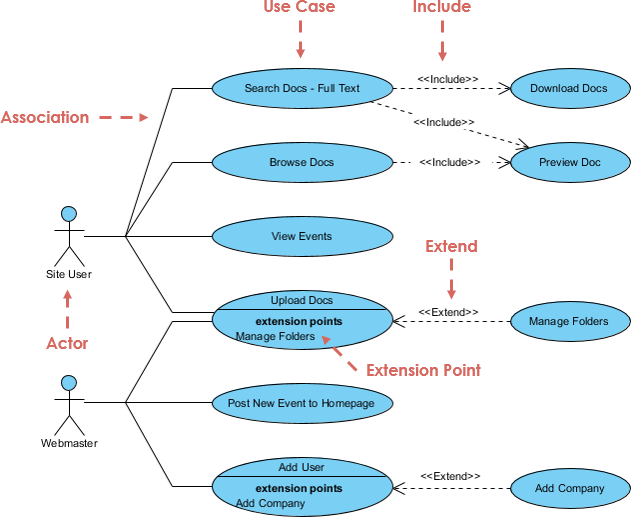 Use Case
Include
Search Docs - Full Text
<<Include>>
Download Docs
Association
<<Include>>
Browse Docs
<<Include>>
Preview Doc
View Events
Site User
Extend
Upload Docs
extension points
Manage Folders
<<Extend>>
Manage Folders
Actor
Extension Point
Post New Event to Homepage
Webmaster
Add User
extension points
Add Company
<<Extend>>
Add Company